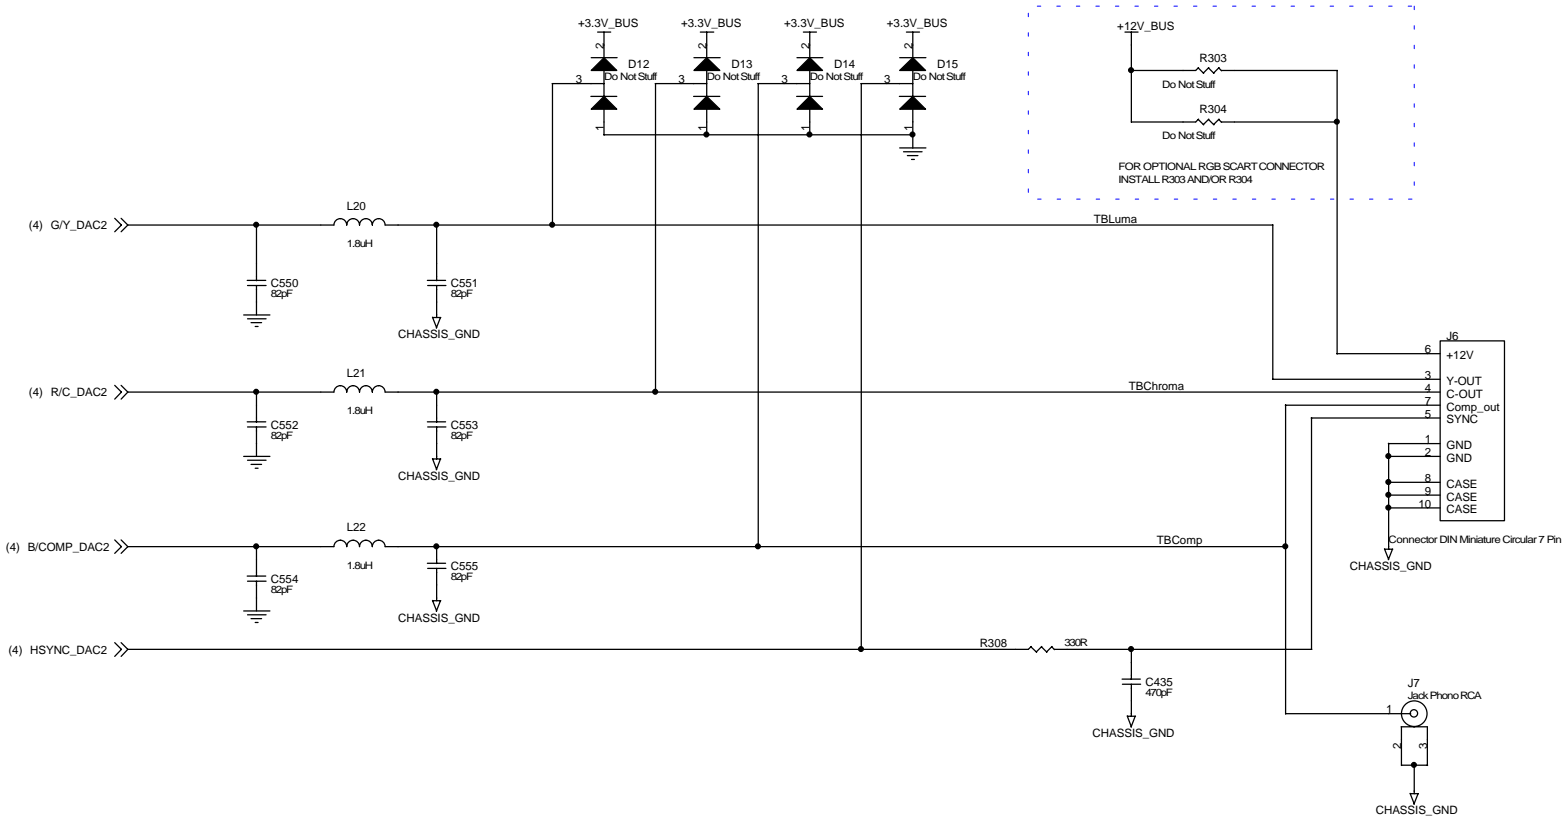 +3.3V_BUS +3.3V_BUS +3.3V_BUS +3.3V_BUS
2 2 2 2
D12 D13 D14 D15
Do Not Stuff Do Not Stuff Do Not Stuff Do Not Stuff
3 3 3 3
1 1 1 1
+12V_BUS
R303
Do Not Stuff
R304
Do Not Stuff
FOR OPTIONAL RGB SCART CONNECTOR
INSTALL R303 AND/OR R304
(4) G/Y_DAC2
L20
1.8uH
TBLuma
C550
82pF
C551
82pF
CHASSIS_GND
(4) R/C_DAC2
L21
1.8uH
TBChroma
C552
82pF
C553
82pF
CHASSIS_GND
(4) B/COMP_DAC2
L22
1.8uH
TBComp
C554
82pF
C555
82pF
CHASSIS_GND
(4) HSYNC_DAC2
R308 330R
C435
470pF
CHASSIS_GND
J6
6 +12V
3 Y-OUT
4 C-OUT
7 Comp_out
5 SYNC
1 GND
2 GND
8 CASE
9 CASE
10 CASE
Connector DIN Miniature Circular 7 Pin
CHASSIS_GND
J7
Jack Phono RCA
1
2 3
CHASSIS_GND